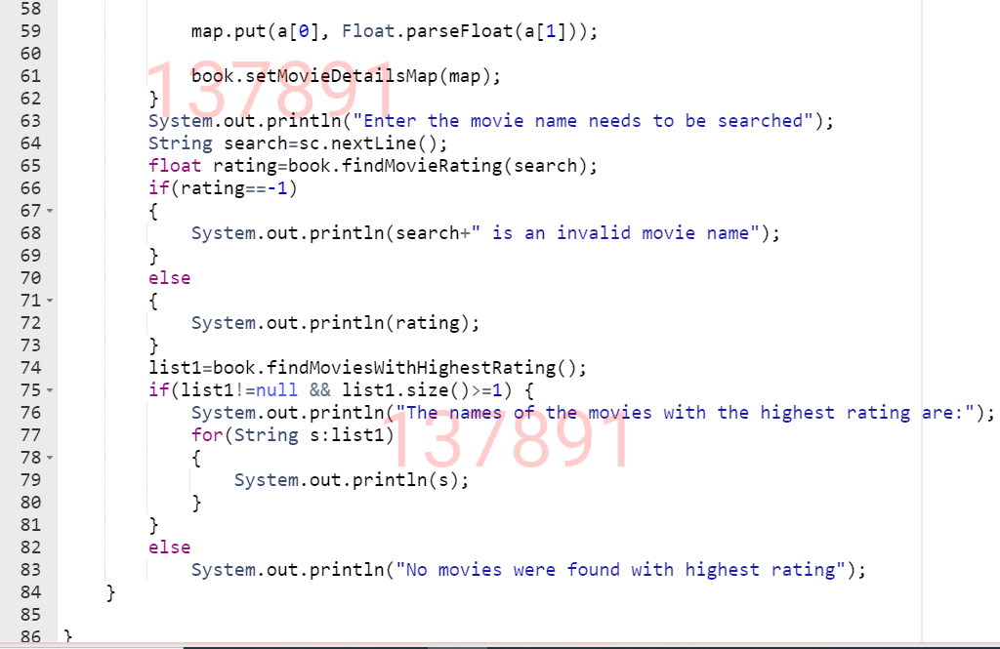 58
59 map.put(a[0], Float.parseFloat(a[1]));
60
61 book.setMovieDetailsMap(map);
137891
62 }
63 System.out.println("Enter the movie name needs to be searched");
64 String search=sc.nextLine();
65 float rating=book.findMovieRating(search);
66 if(rating==-1)
67 {
68 System.out.println(search+" is an invalid movie name");
69 }
70 else
71 {
72 System.out.println(rating);
73 }
74 list1=book.findMoviesWithHighestRating();
75 if(list1!=null && list1.size()>=1) {
76 System.out.println("The names of the movies with the highest rating are:");
77 for(String s:list1)
137891
78 {
79 System.out.println(s);
80 }
81 }
82 else
83 System.out.println("No movies were found with highest rating");
84 }
85
86 }